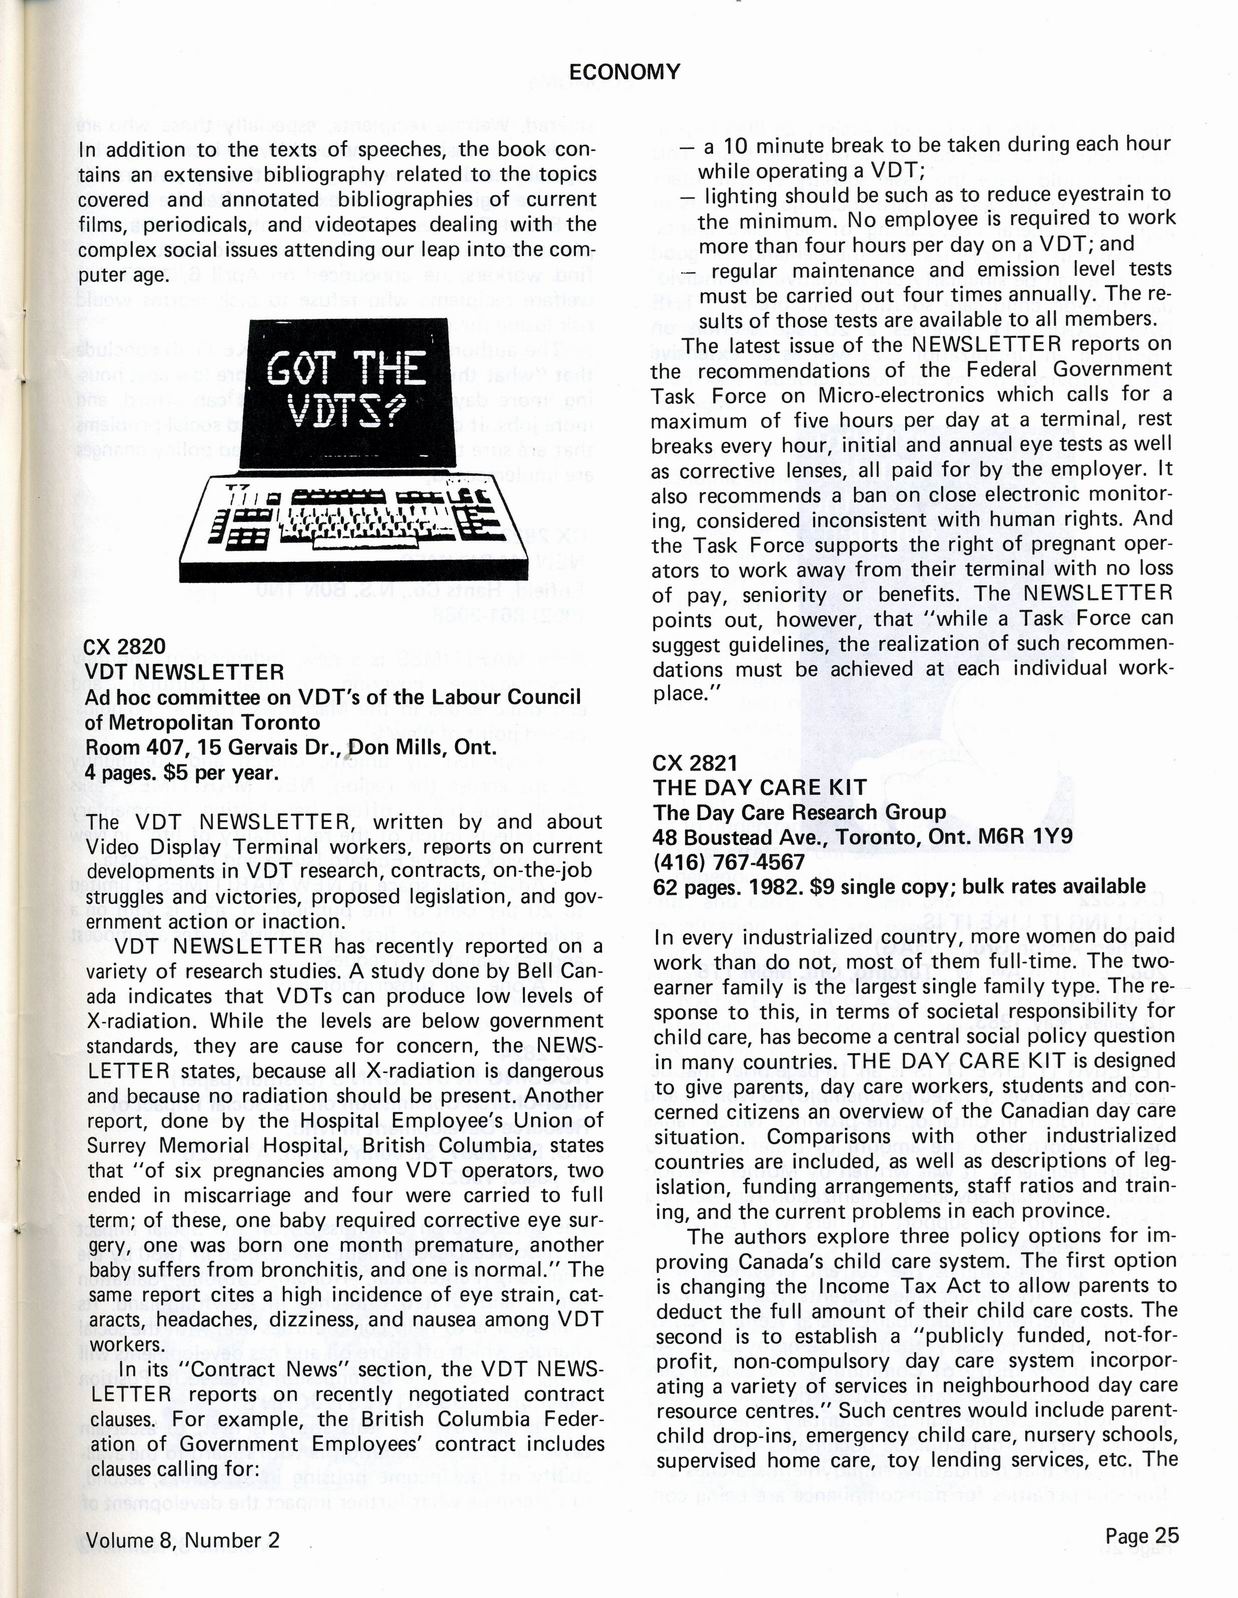 ECONOMY
In addition to the texts of speeches, the book con-
tains an extensive bibliography related to the topics
covered and annotated bibliographies of current
films, periodicals, and videotapes dealing with the
complex social issues attending our leap into the com-
puter age.
GOT THE
VDTS?
CX 2820
VDT NEWSLETTER
Ad hoc committee on VDT's of the Labour Council
of Metropolitan Toronto
Room 407, 15 Gervais Dr., Don Mills, Ont.
4 pages. $5 per year.
The VDT NEWSLETTER, written by and about
Video Display Terminal workers, reports on current
developments in VDT research, contracts, on-the-job
struggles and victories, proposed legislation, and gov-
ernment action or inaction.
VDT NEWSLETTER has recently reported on a
variety of research studies. A study done by Bell Can-
ada indicates that VDTs can produce low levels of
X-radiation. While the levels are below government
standards, they are cause for concern, the NEWS-
LETTER states, because all X-radiation is dangerous
and because no radiation should be present. Another
report, done by the Hospital Employee's Union of
Surrey Memorial Hospital, British Columbia, states
that "of six pregnancies among VDT operators, two
ended in miscarriage and four were carried to full
term; of these, one baby required corrective eye sur-
gery, one was born one month premature, another
baby suffers from bronchitis, and one is normal." The
same report cites a high incidence of eye strain, cat-
aracts, headaches, dizziness, and nausea among VDT
workers.
In its "Contract News" section, the VDT NEWS-
LETTER reports on recently negotiated contract
clauses. For example, the British Columbia Feder-
ation of Government Employees' contract includes
clauses calling for:
— a 10 minute break to be taken during each hour
while operating a VDT;
— lighting should be such as to reduce eyestrain to
the minimum. No employee is required to work
more than four hours per day on a VDT; and
— regular maintenance and emission level tests
must be carried out four times annually. The re-
sults of those tests are available to all members.
The latest issue of the NEWSLETTER reports on
the recommendations of the Federal Government
Task Force on Micro-electronics which calls for a
maximum of five hours per day at a terminal, rest
breaks every hour, initial and annual eye tests as well
as corrective lenses, all paid for by the employer. It
also recommends a ban on close electronic monitor-
ing, considered inconsistent with human rights. And
the Task Force supports the right of pregnant oper-
ators to work away from their terminal with no loss
of pay, seniority or benefits. The NEWSLETTER
points out, however, that "while a Task Force can
suggest guidelines, the realization of such recommen-
dations must be achieved at each individual work-
place."
CX 2821
THE DAY CARE KIT
The Day Care Research Group
48 Boustead Ave., Toronto, Ont. M6R 1Y9
(416) 767-4567
62 pages. 1982. $9 single copy; bulk rates available
In every industrialized country, more women do paid
work than do not, most of them full-time. The two-
earner family is the largest single family type. The re-
sponse to this, in terms of societal responsibility for
child care, has become a central social policy question
in many countries. THE DAY CARE KIT is designed
to give parents, day care workers, students and con-
cerned citizens an overview of the Canadian day care
situation. Comparisons with other industrialized
countries are included, as well as descriptions of leg-
islation, funding arrangements, staff ratios and train-
ing, and the current problems in each province.
The authors explore three policy options for im-
proving Canada's child care system. The first option
is changing the Income Tax Act to allow parents to
deduct the full amount of their child care costs. The
second is to establish a "publicly funded, not-for-
profit, non-compulsory day care system incorpor-
ating a variety of services in neighbourhood day care
resource centres." Such centres would include parent-
child drop-ins, emergency child care, nursery schools,
supervised home care, toy lending services, etc. The
Volume 8, Number 2
Page 25